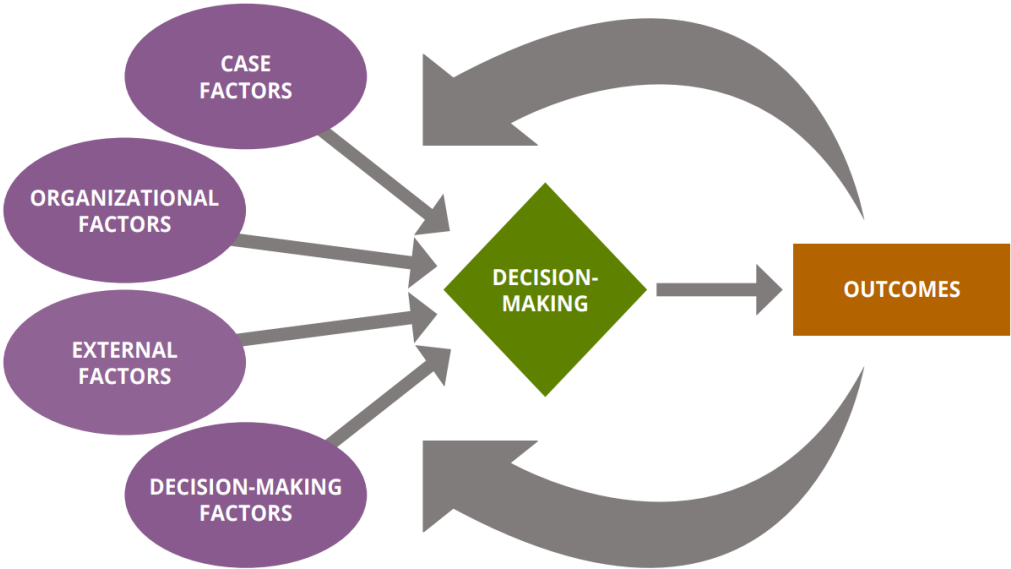 CASE
FACTORS
ORGANIZATIONAL
FACTORS
EXTERNAL
FACTORS
DECISION-MAKING
FACTORS
DECISION-
MAKING
OUTCOMES